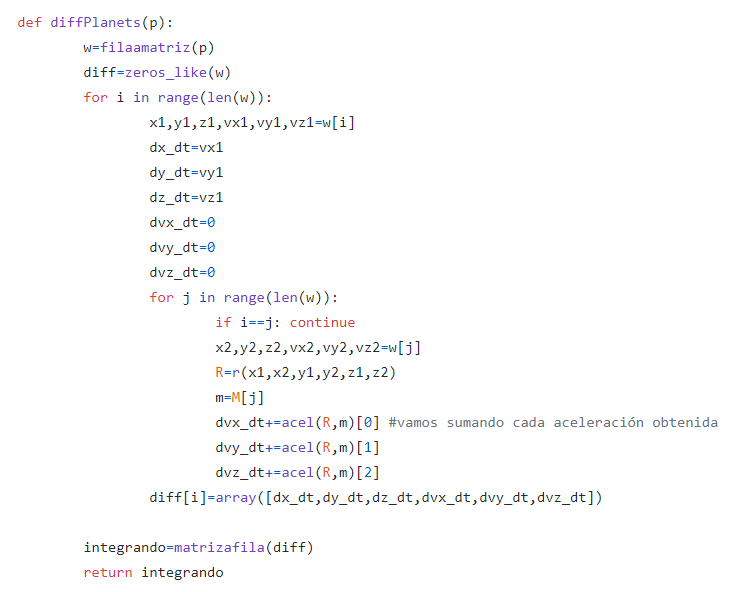 def diffPlanets(p):
        w=filaamatriz(p)
        diff=zeros_like(w)
        for i in range(len(w)):
                x1,y1,z1,vx1,vy1,vz1=w[i]
                dx_dt=vx1
                dy_dt=vy1
                dz_dt=vz1
                dvx_dt=0
                dvy_dt=0
                dvz_dt=0
                for j in range(len(w)):
                        if i==j: continue
                        x2,y2,z2,vx2,vy2,vz2=w[j]
                        R=r(x1,x2,y1,y2,z1,z2)
                        m=M[j]
                        dvx_dt+=acel(R,m)[0] #vamos sumando cada aceleración obtenida
                        dvy_dt+=acel(R,m)[1]
                        dvz_dt+=acel(R,m)[2]
                diff[i]=array([dx_dt,dy_dt,dz_dt,dvx_dt,dvy_dt,dvz_dt])

        integrando=matrizafila(diff)
        return integrando